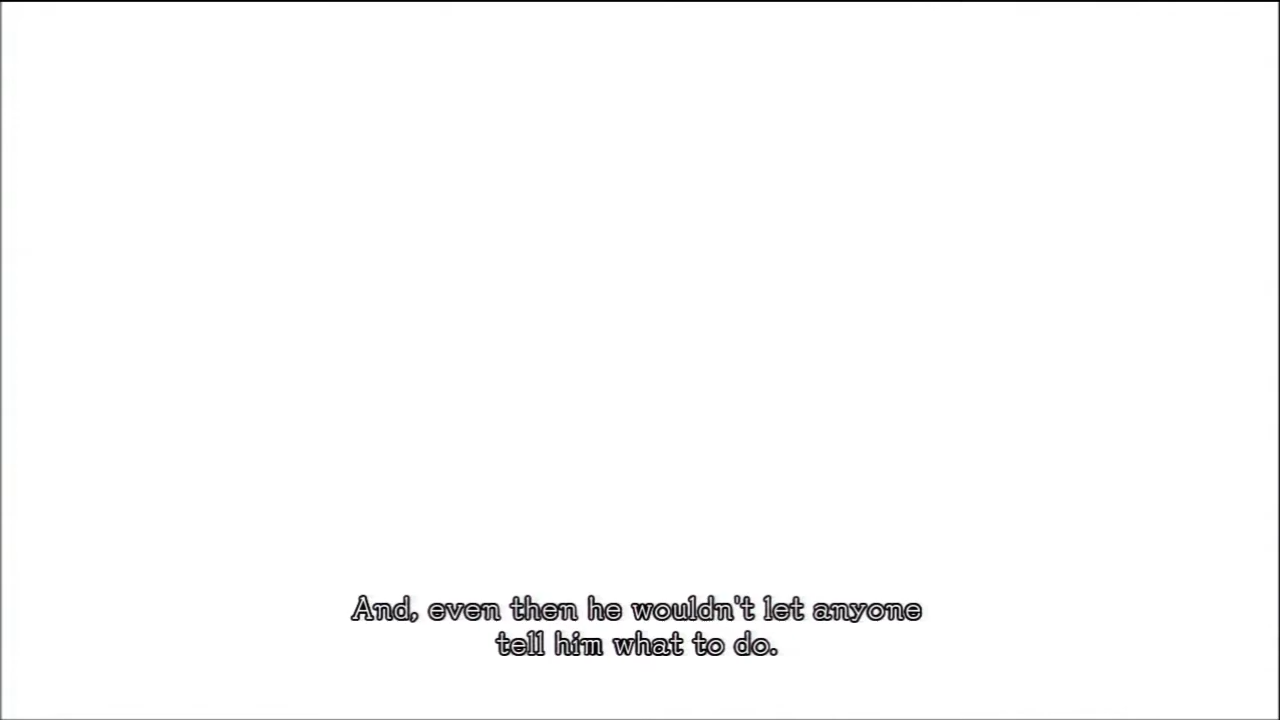 And, even then he wouldn't let anyone
tell him what to do.